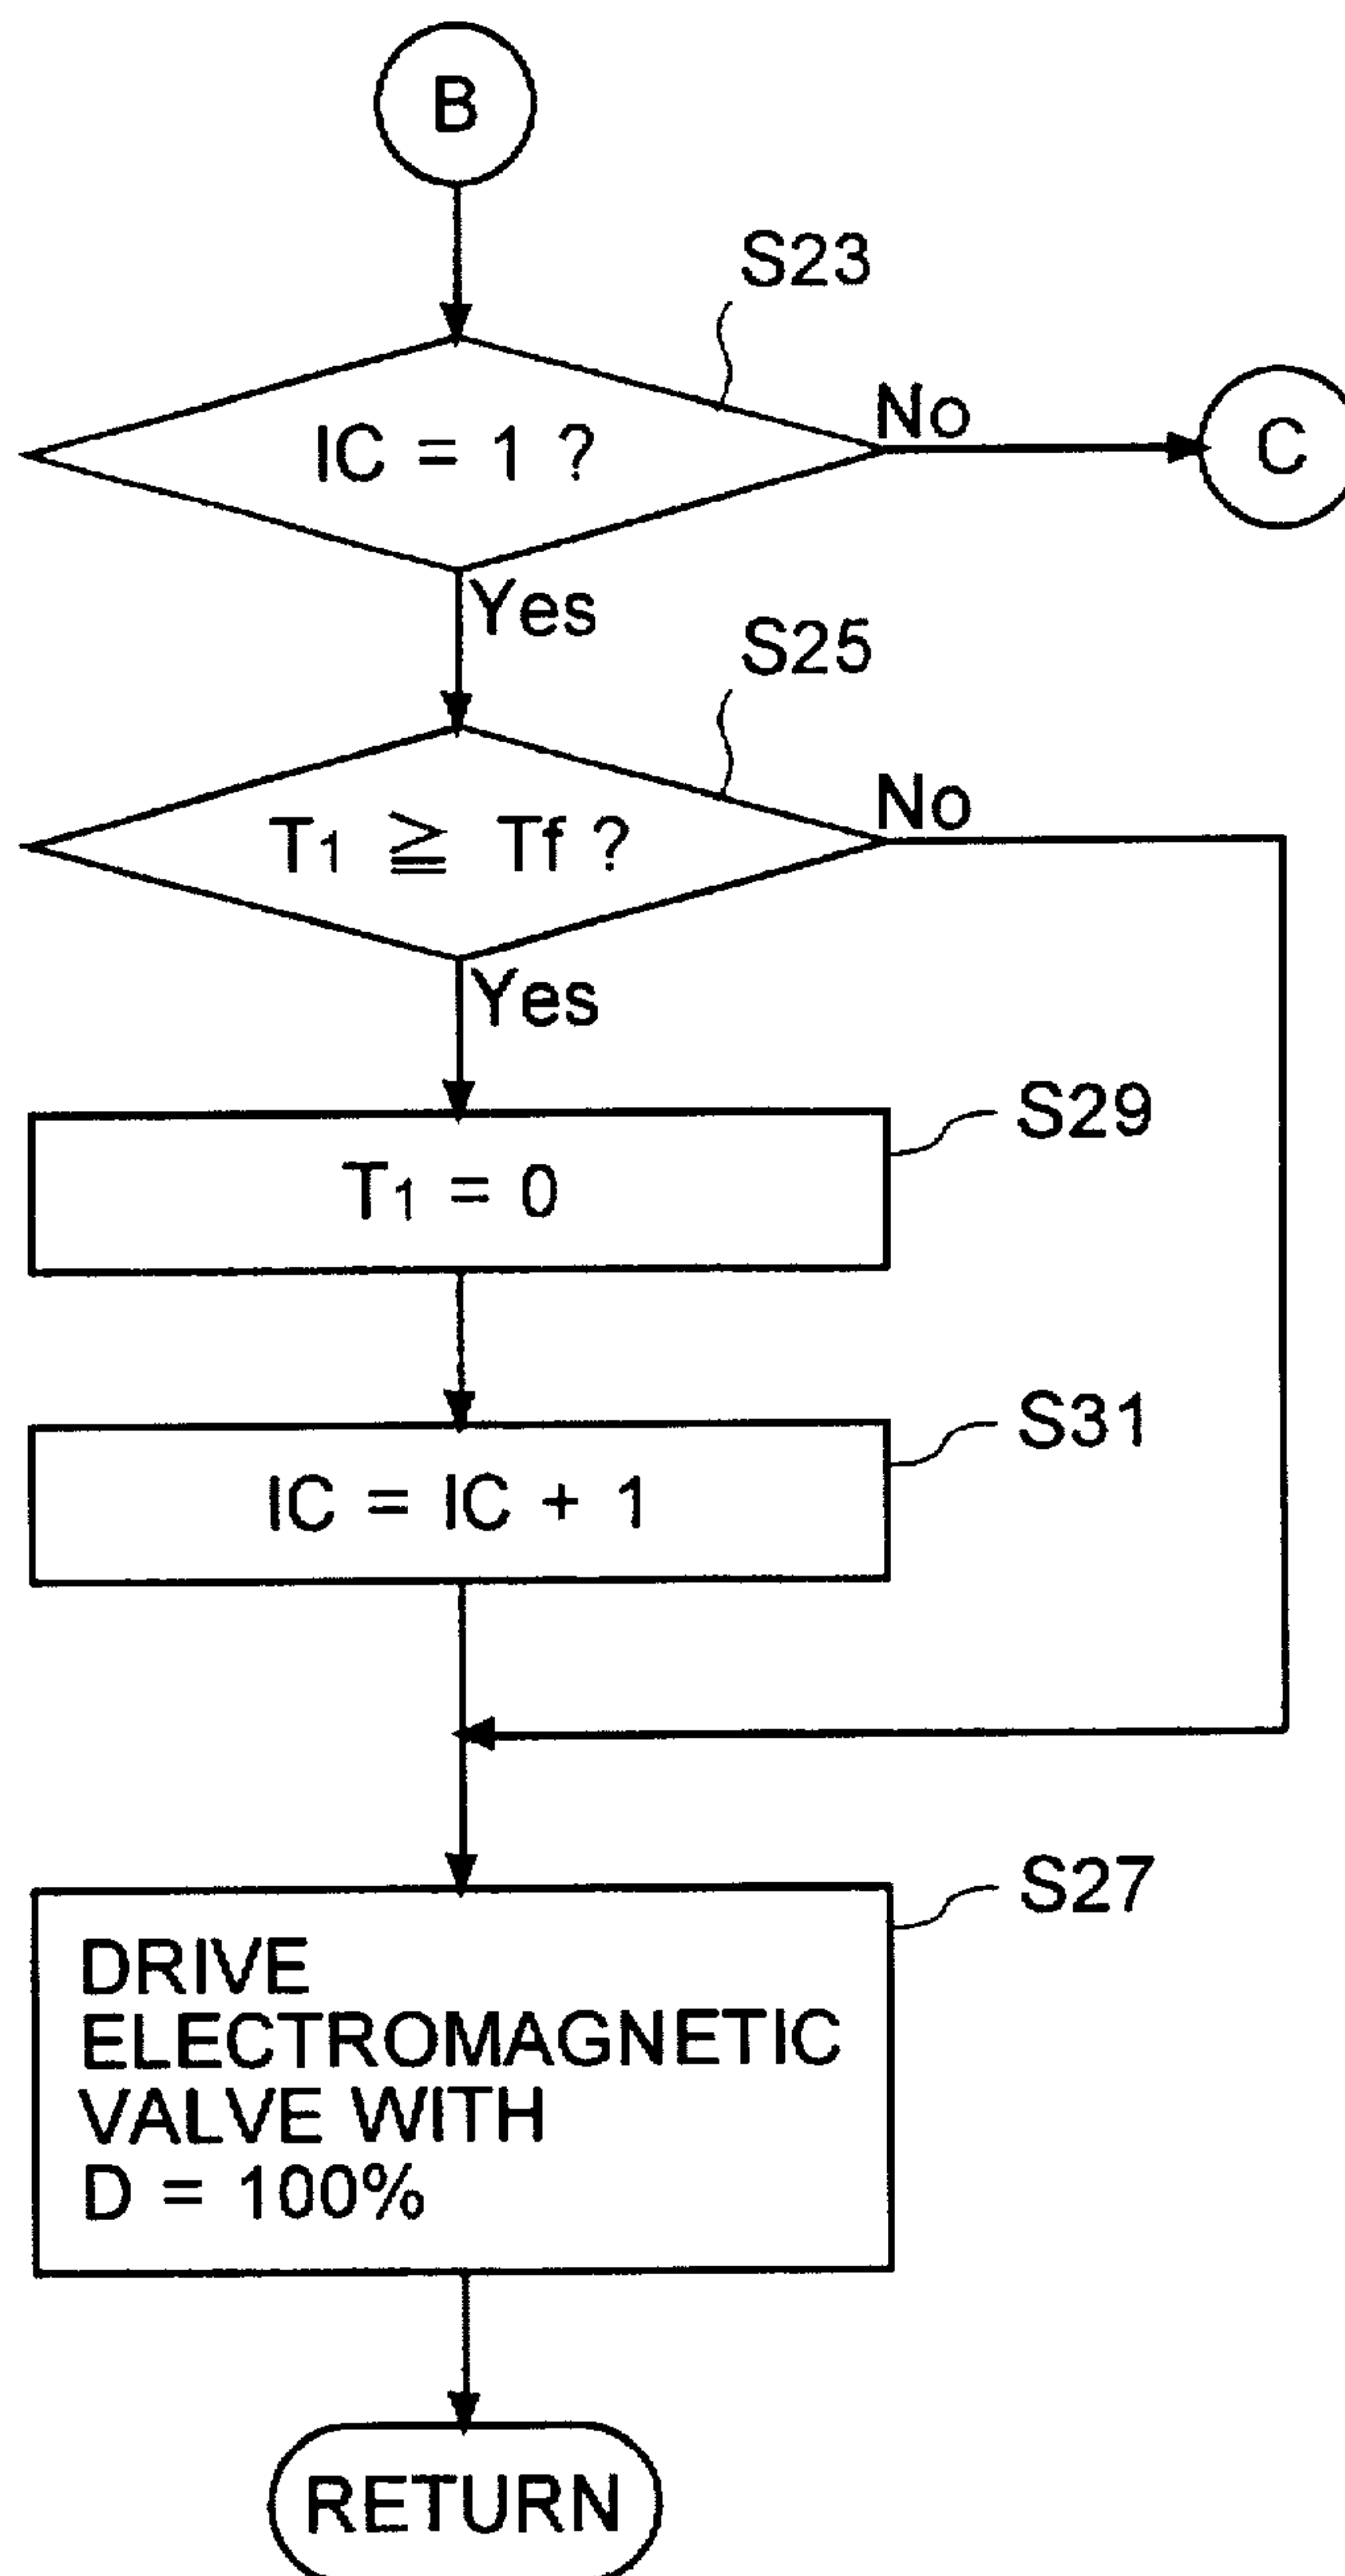 B
S23
IC = 1 ?
No
C
Yes
S25
T1 ≧ Tf ?
No
Yes
S29
T1 = 0
S31
IC = IC + 1
S27
DRIVE
ELECTROMAGNETIC
VALVE WITH
D = 100%
RETURN